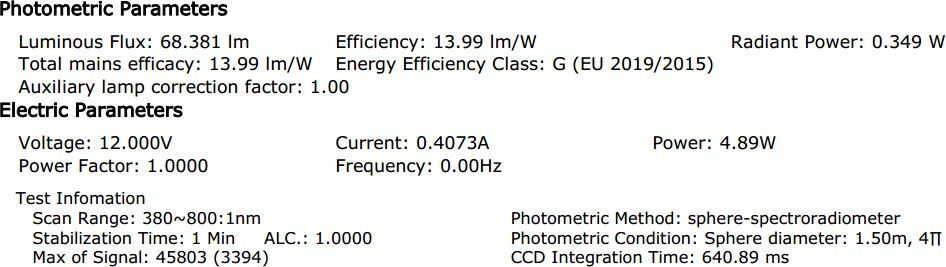 Photometric Parameters
Luminous Flux: 68.381 lm Efficiency: 13.99 lm/W Radiant Power: 0.349 W
Total mains efficacy: 13.99 lm/W Energy Efficiency Class: G (EU 2019/2015)
Auxiliary lamp correction factor: 1.00
Electric Parameters
Voltage: 12.000V Current: 0.4073A Power: 4.89W
Power Factor: 1.0000 Frequency: 0.00Hz
Test Infomation
Scan Range: 380~800:1nm Photometric Method: sphere-spectroradiometer
Stabilization Time: 1 Min ALC.: 1.0000 Photometric Condition: Sphere diameter: 1.50m, 4∏
Max of Signal: 45803 (3394) CCD Integration Time: 640.89 ms